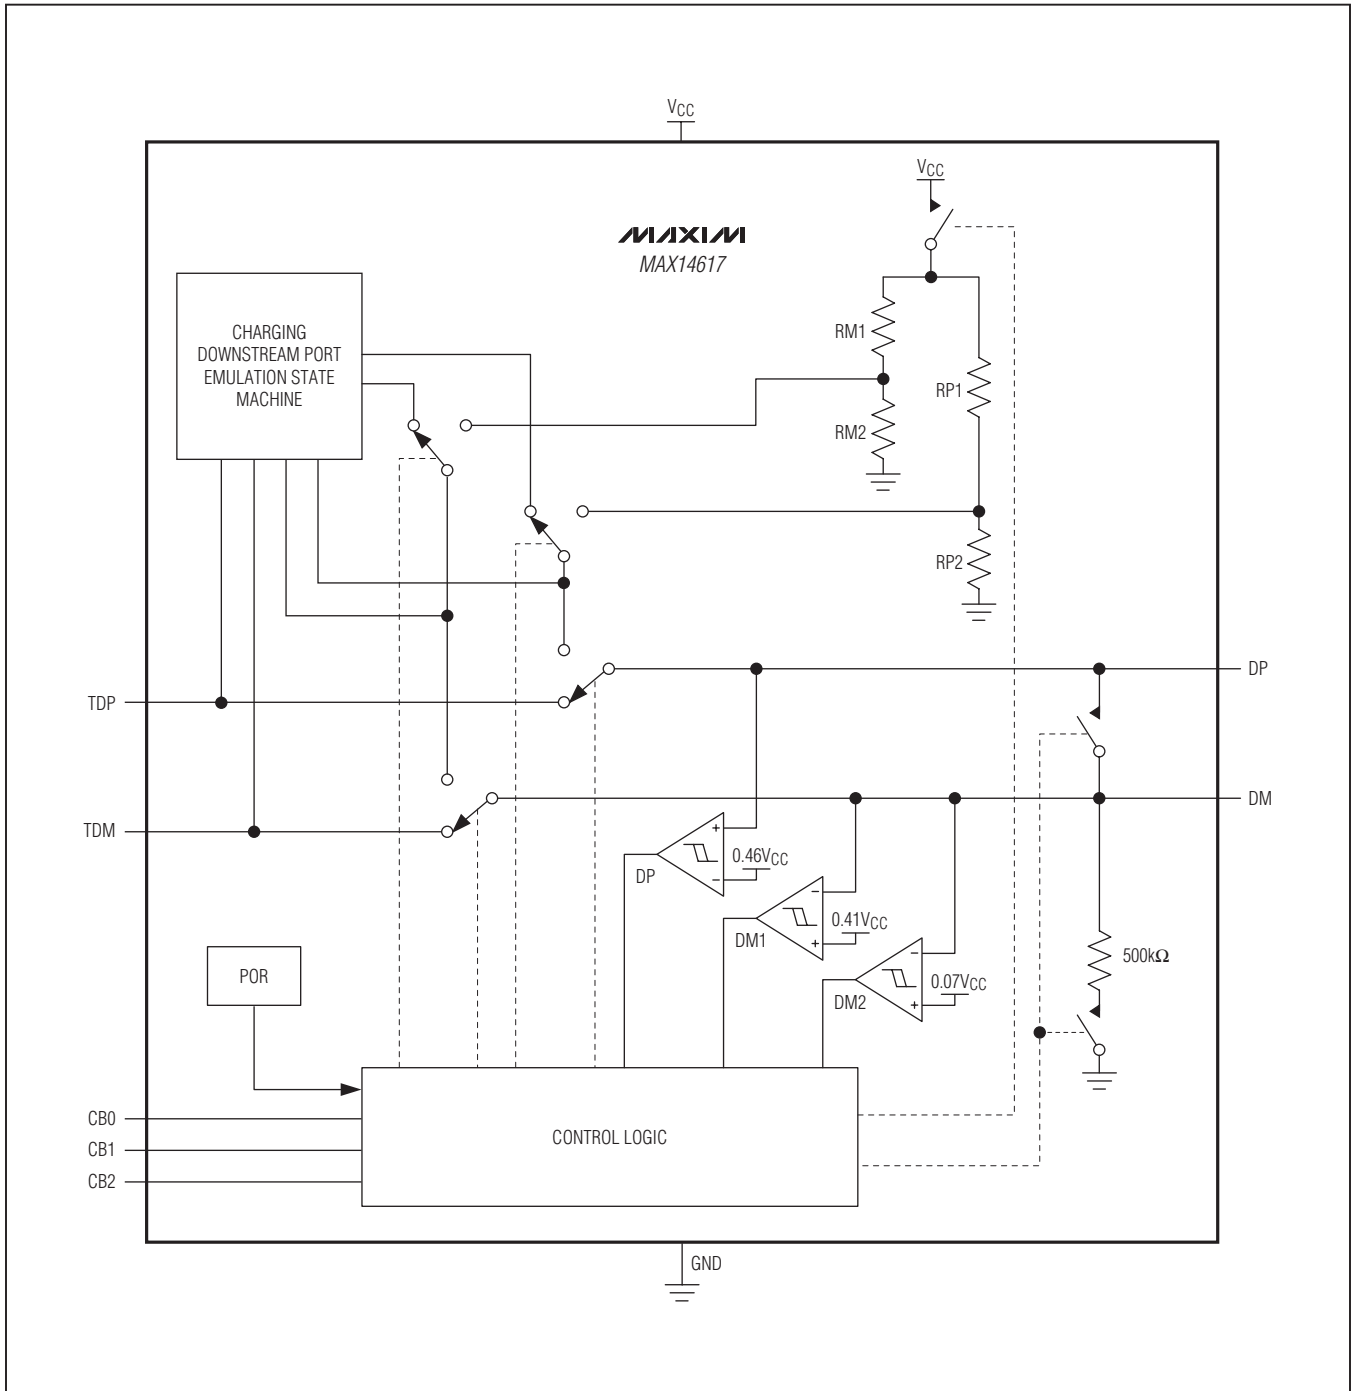 VCC
VCC
MAXIM
MAX14617
CHARGING
DOWNSTREAM PORT
EMULATION STATE
MACHINE
RM1
RP1
RM2
RP2
DP
TDP
DM
TDM
+
0.46VCC
DP
–
–
0.41VCC
DM1
+
–
0.07VCC
DM2
+
500kΩ
POR
CB0
CB1
CONTROL LOGIC
CB2
GND